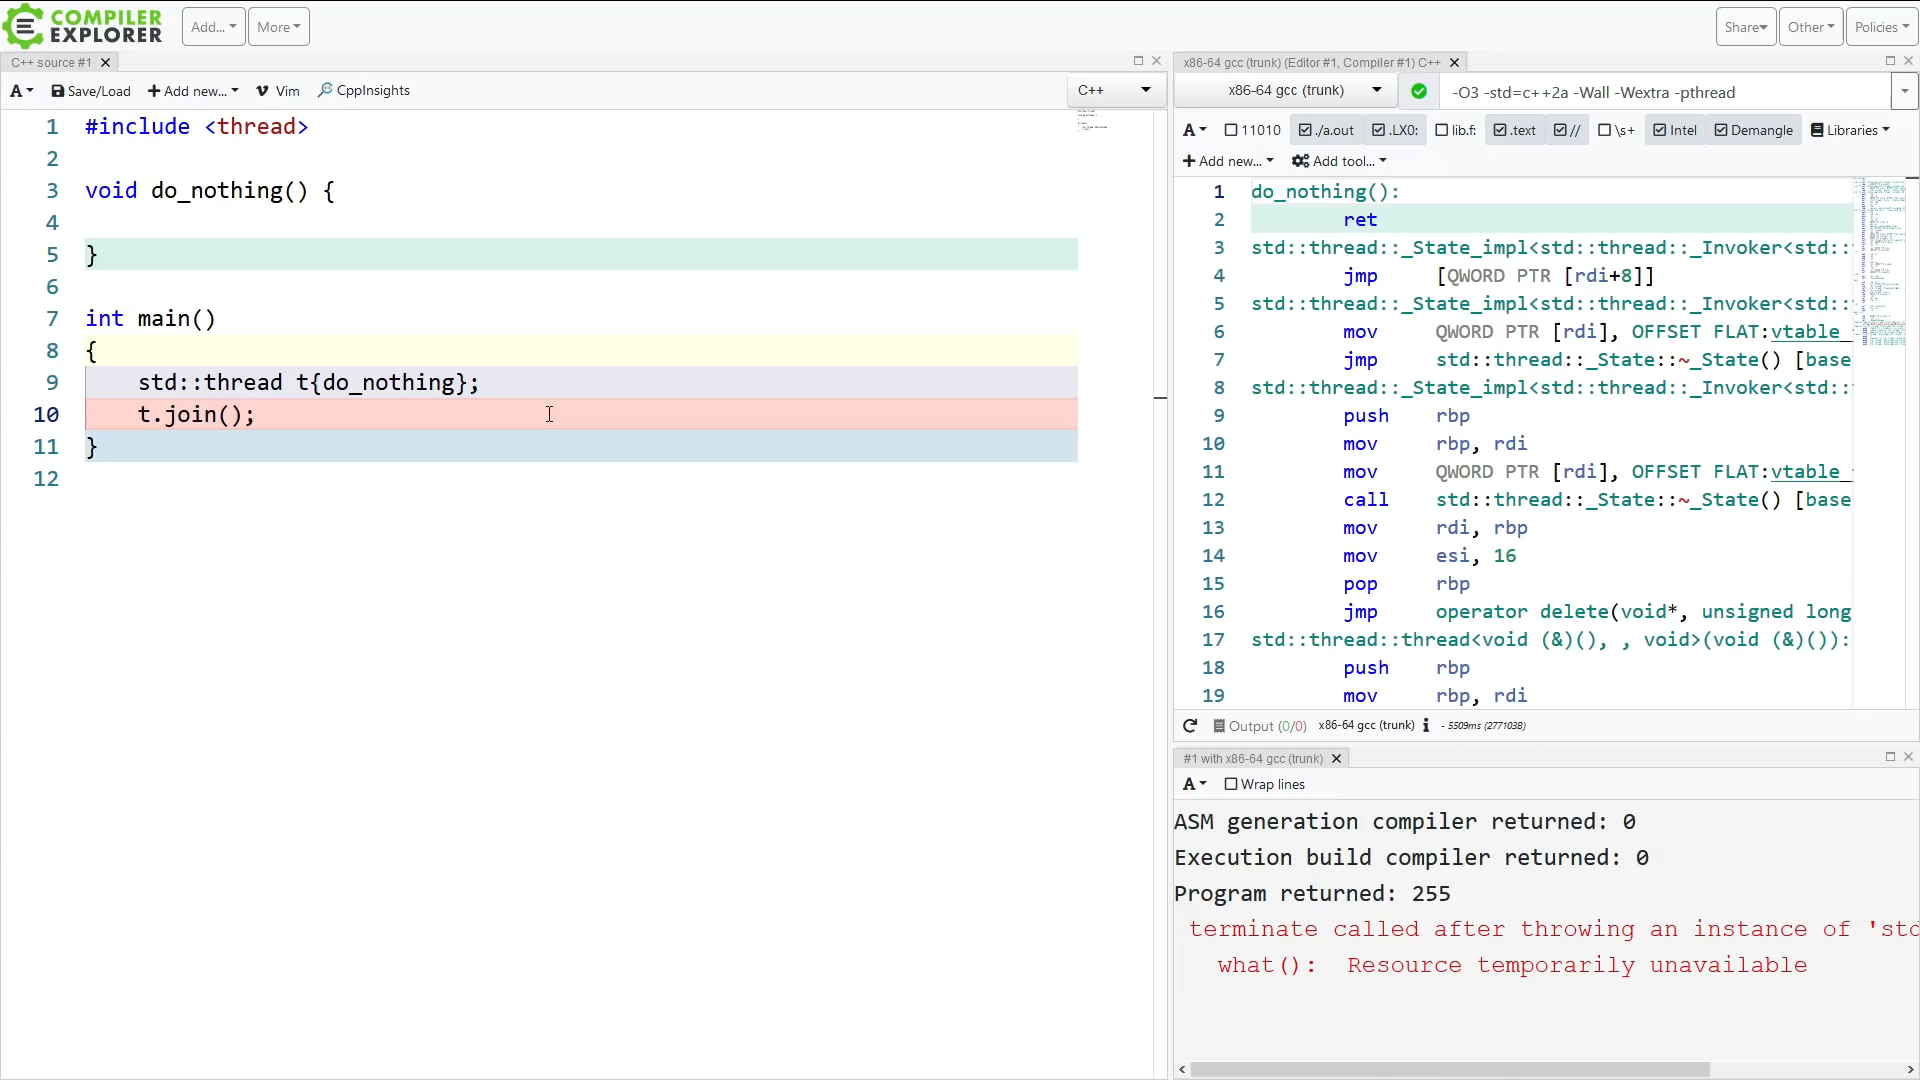 COMPILER
EXPLORER
Add...
More
Share
Other
Policies
C++ source #1
A
Save/Load
Add new...
Vim
CppInsights
C++
1 #include <thread>
2
3 void do_nothing() {
4
5 }
6
7 int main()
8 {
9 std::thread t{do_nothing};
10 t.join();
11 }
12
x86-64 gcc (trunk) (Editor #1, Compiler #1) C++
x86-64 gcc (trunk)
-O3 -std=c++2a -Wall -Wextra -pthread
A
11010
./a.out
.LX0:
lib.f:
.text
//
\s+
Intel
Demangle
Libraries
Add new...
Add tool...
1 do_nothing():
2 ret
3 std::thread::_State_impl<std::thread::_Invoker<std::
4 jmp [QWORD PTR [rdi+8]]
5 std::thread::_State_impl<std::thread::_Invoker<std::
6 mov QWORD PTR [rdi], OFFSET FLAT:vtable
7 jmp std::thread::_State::~_State() [base
8 std::thread::_State_impl<std::thread::_Invoker<std::
9 push rbp
10 mov rbp, rdi
11 mov QWORD PTR [rdi], OFFSET FLAT:vtable
12 call std::thread::_State::~_State() [base
13 mov rdi, rbp
14 mov esi, 16
15 pop rbp
16 jmp operator delete(void*, unsigned long
17 std::thread::thread<void (&)(), , void>(void (&)()):
18 push rbp
19 mov rbp, rdi
Output (0/0) x86-64 gcc (trunk) i - 5509ms (277103B)
#1 with x86-64 gcc (trunk)
A
Wrap lines
ASM generation compiler returned: 0
Execution build compiler returned: 0
Program returned: 255
terminate called after throwing an instance of 'std
what(): Resource temporarily unavailable